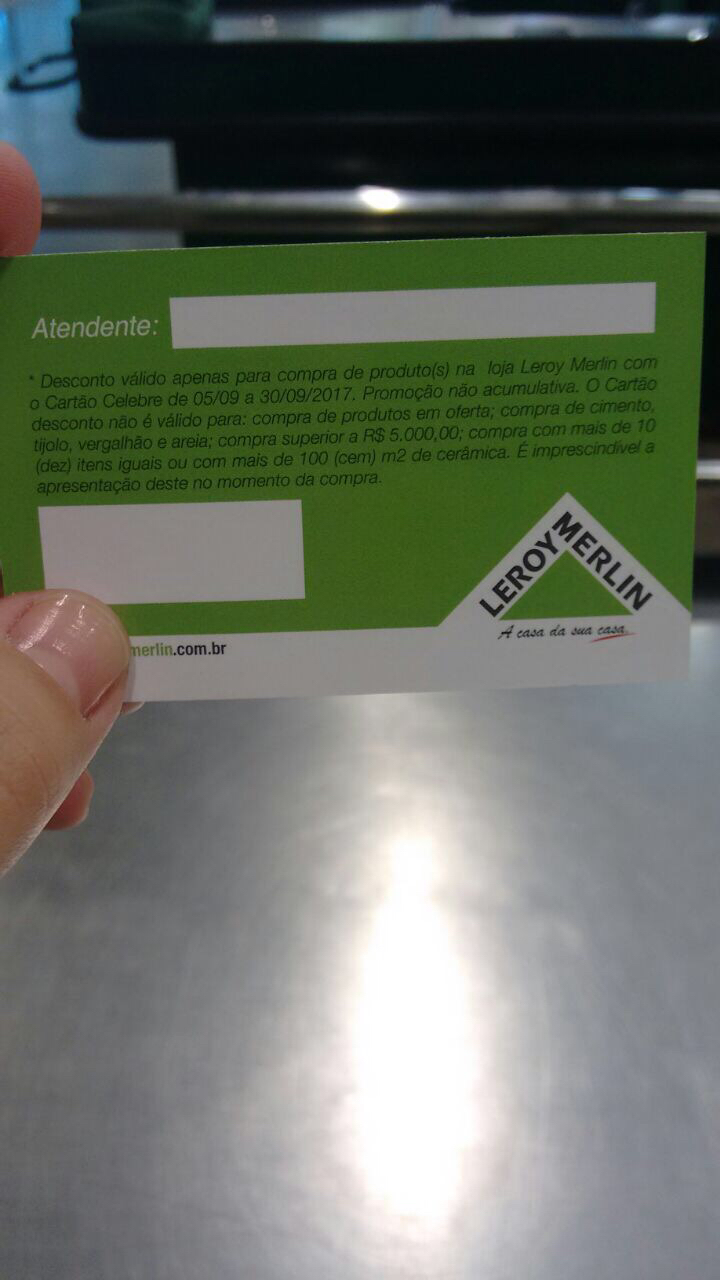 Atendente:
* Desconto válido apenas para compra de produto(s) na loja Leroy Merlin com
o Cartão Celebre de 05/09 a 30/09/2017. Promoção não acumulativa. O Cartão
desconto não é válido para: compra de produtos em oferta; compra de cimento,
tijolo, vergalhão e areia; compra superior a R$ 5.000,00; compra com mais de 10
(dez) itens iguais ou com mais de 100 (cem) m2 de cerâmica. É imprescindível a
apresentação deste no momento da compra.
LEROY MERLIN
A casa da sua casa.
merlin.com.br